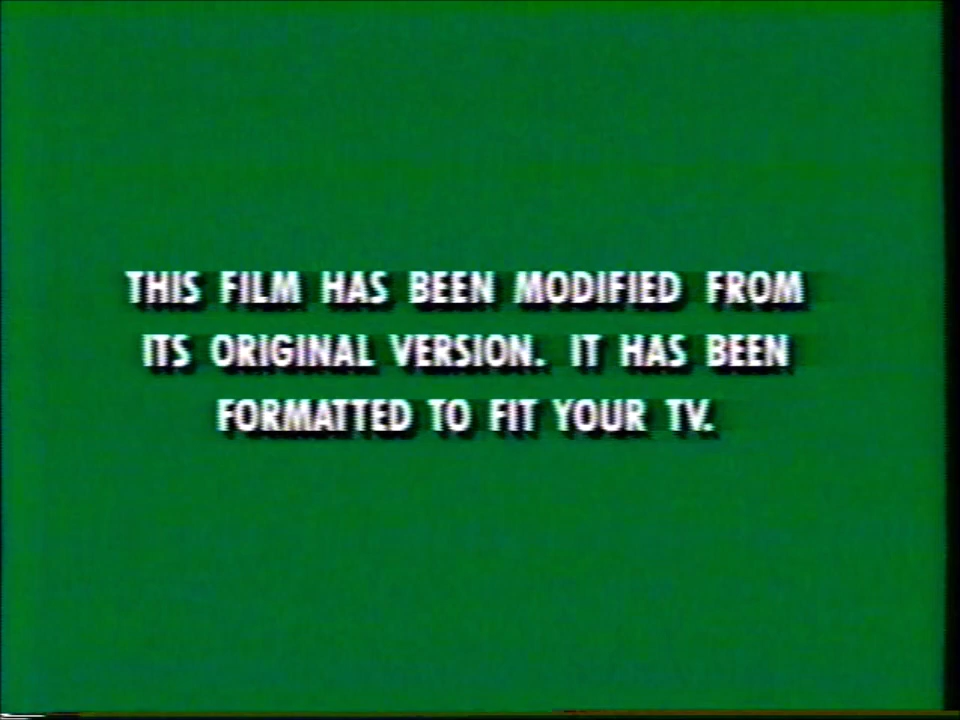 THIS FILM HAS BEEN MODIFIED FROM
ITS ORIGINAL VERSION. IT HAS BEEN
FORMATTED TO FIT YOUR TV.